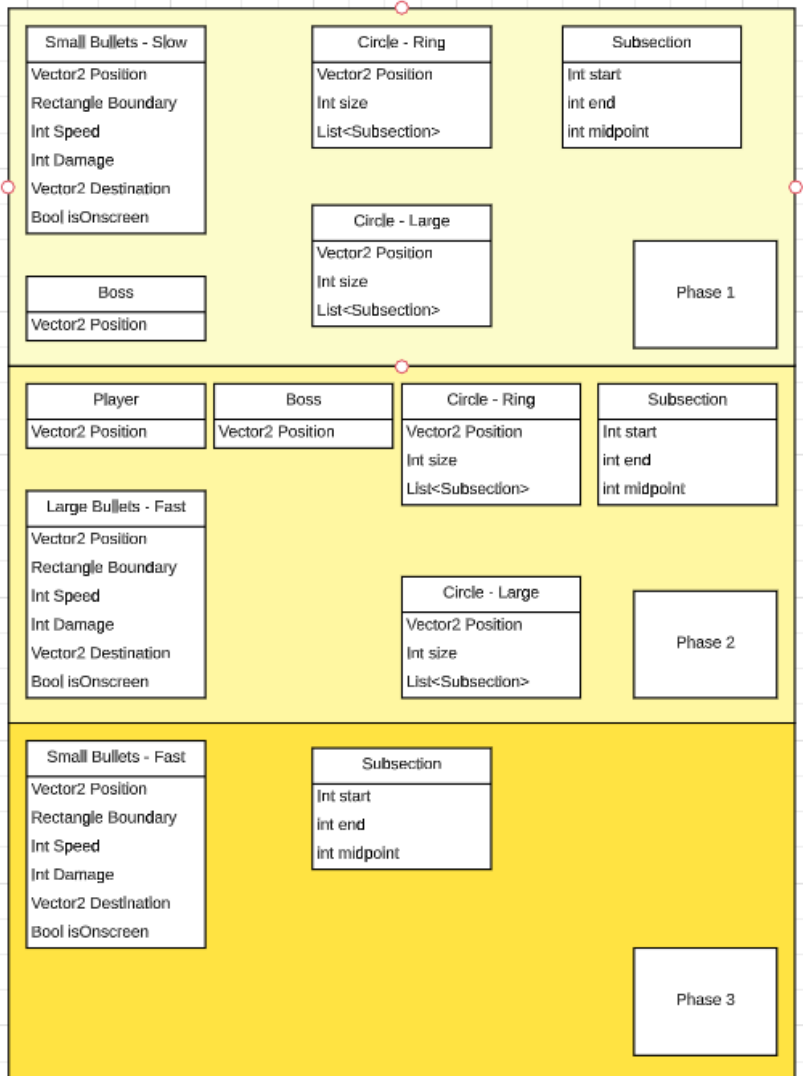 Small Bullets - Slow
Vector2 Position
Rectangle Boundary
Int Speed
Int Damage
Vector2 Destination
Bool isOnscreen
Circle - Ring
Vector2 Position
Int size
List<Subsection>
Subsection
Int start
int end
int midpoint
Circle - Large
Vector2 Position
Int size
List<Subsection>
Boss
Vector2 Position
Phase 1
Player
Vector2 Position
Boss
Vector2 Position
Circle - Ring
Vector2 Position
Int size
List<Subsection>
Subsection
Int start
int end
int midpoint
Large Bullets - Fast
Vector2 Position
Rectangle Boundary
Int Speed
Int Damage
Vector2 Destination
Bool isOnscreen
Circle - Large
Vector2 Position
Int size
List<Subsection>
Phase 2
Small Bullets - Fast
Vector2 Position
Rectangle Boundary
Int Speed
Int Damage
Vector2 Destination
Bool isOnscreen
Subsection
Int start
int end
int midpoint
Phase 3